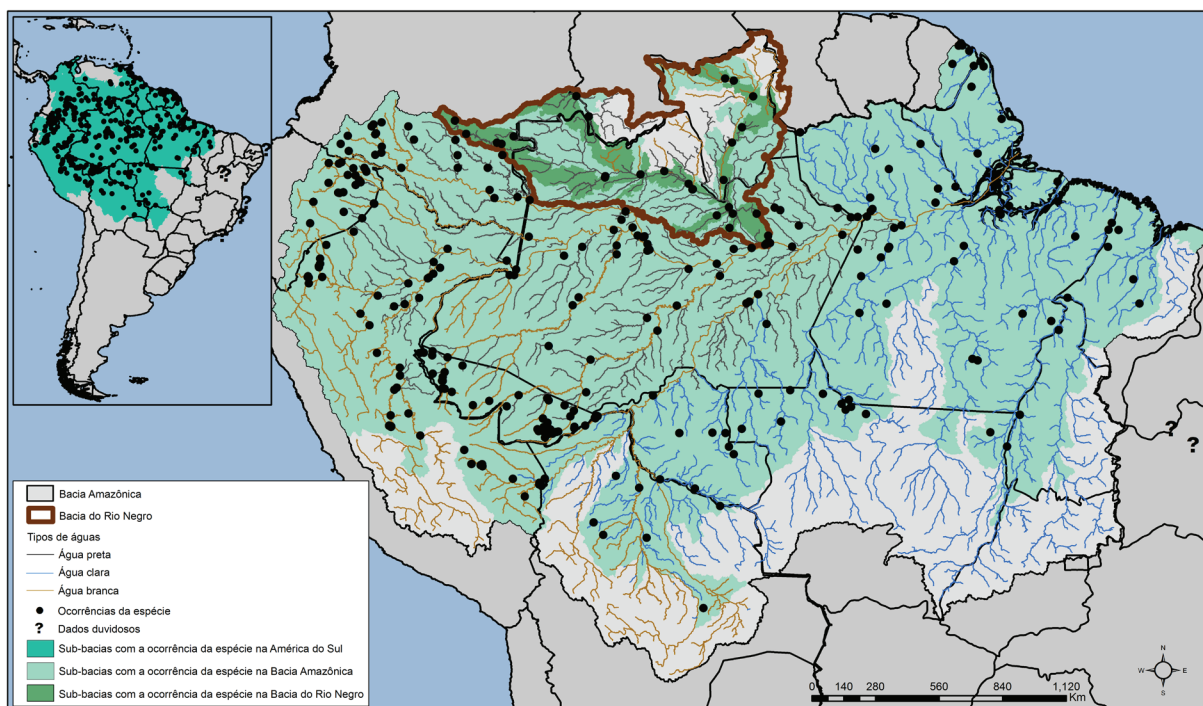 ?
?
?
?
Bacia Amazônica
Bacia do Rio Negro
Tipos de águas
Água preta
Água clara
Água branca
Ocorrências da espécie
? Dados duvidosos
Sub-bacias com a ocorrência da espécie na América do Sul
Sub-bacias com a ocorrência da espécie na Bacia Amazônica
Sub-bacias com a ocorrência da espécie na Bacia do Rio Negro
N
W E
S
0 140 280 560 840 1,120
Km